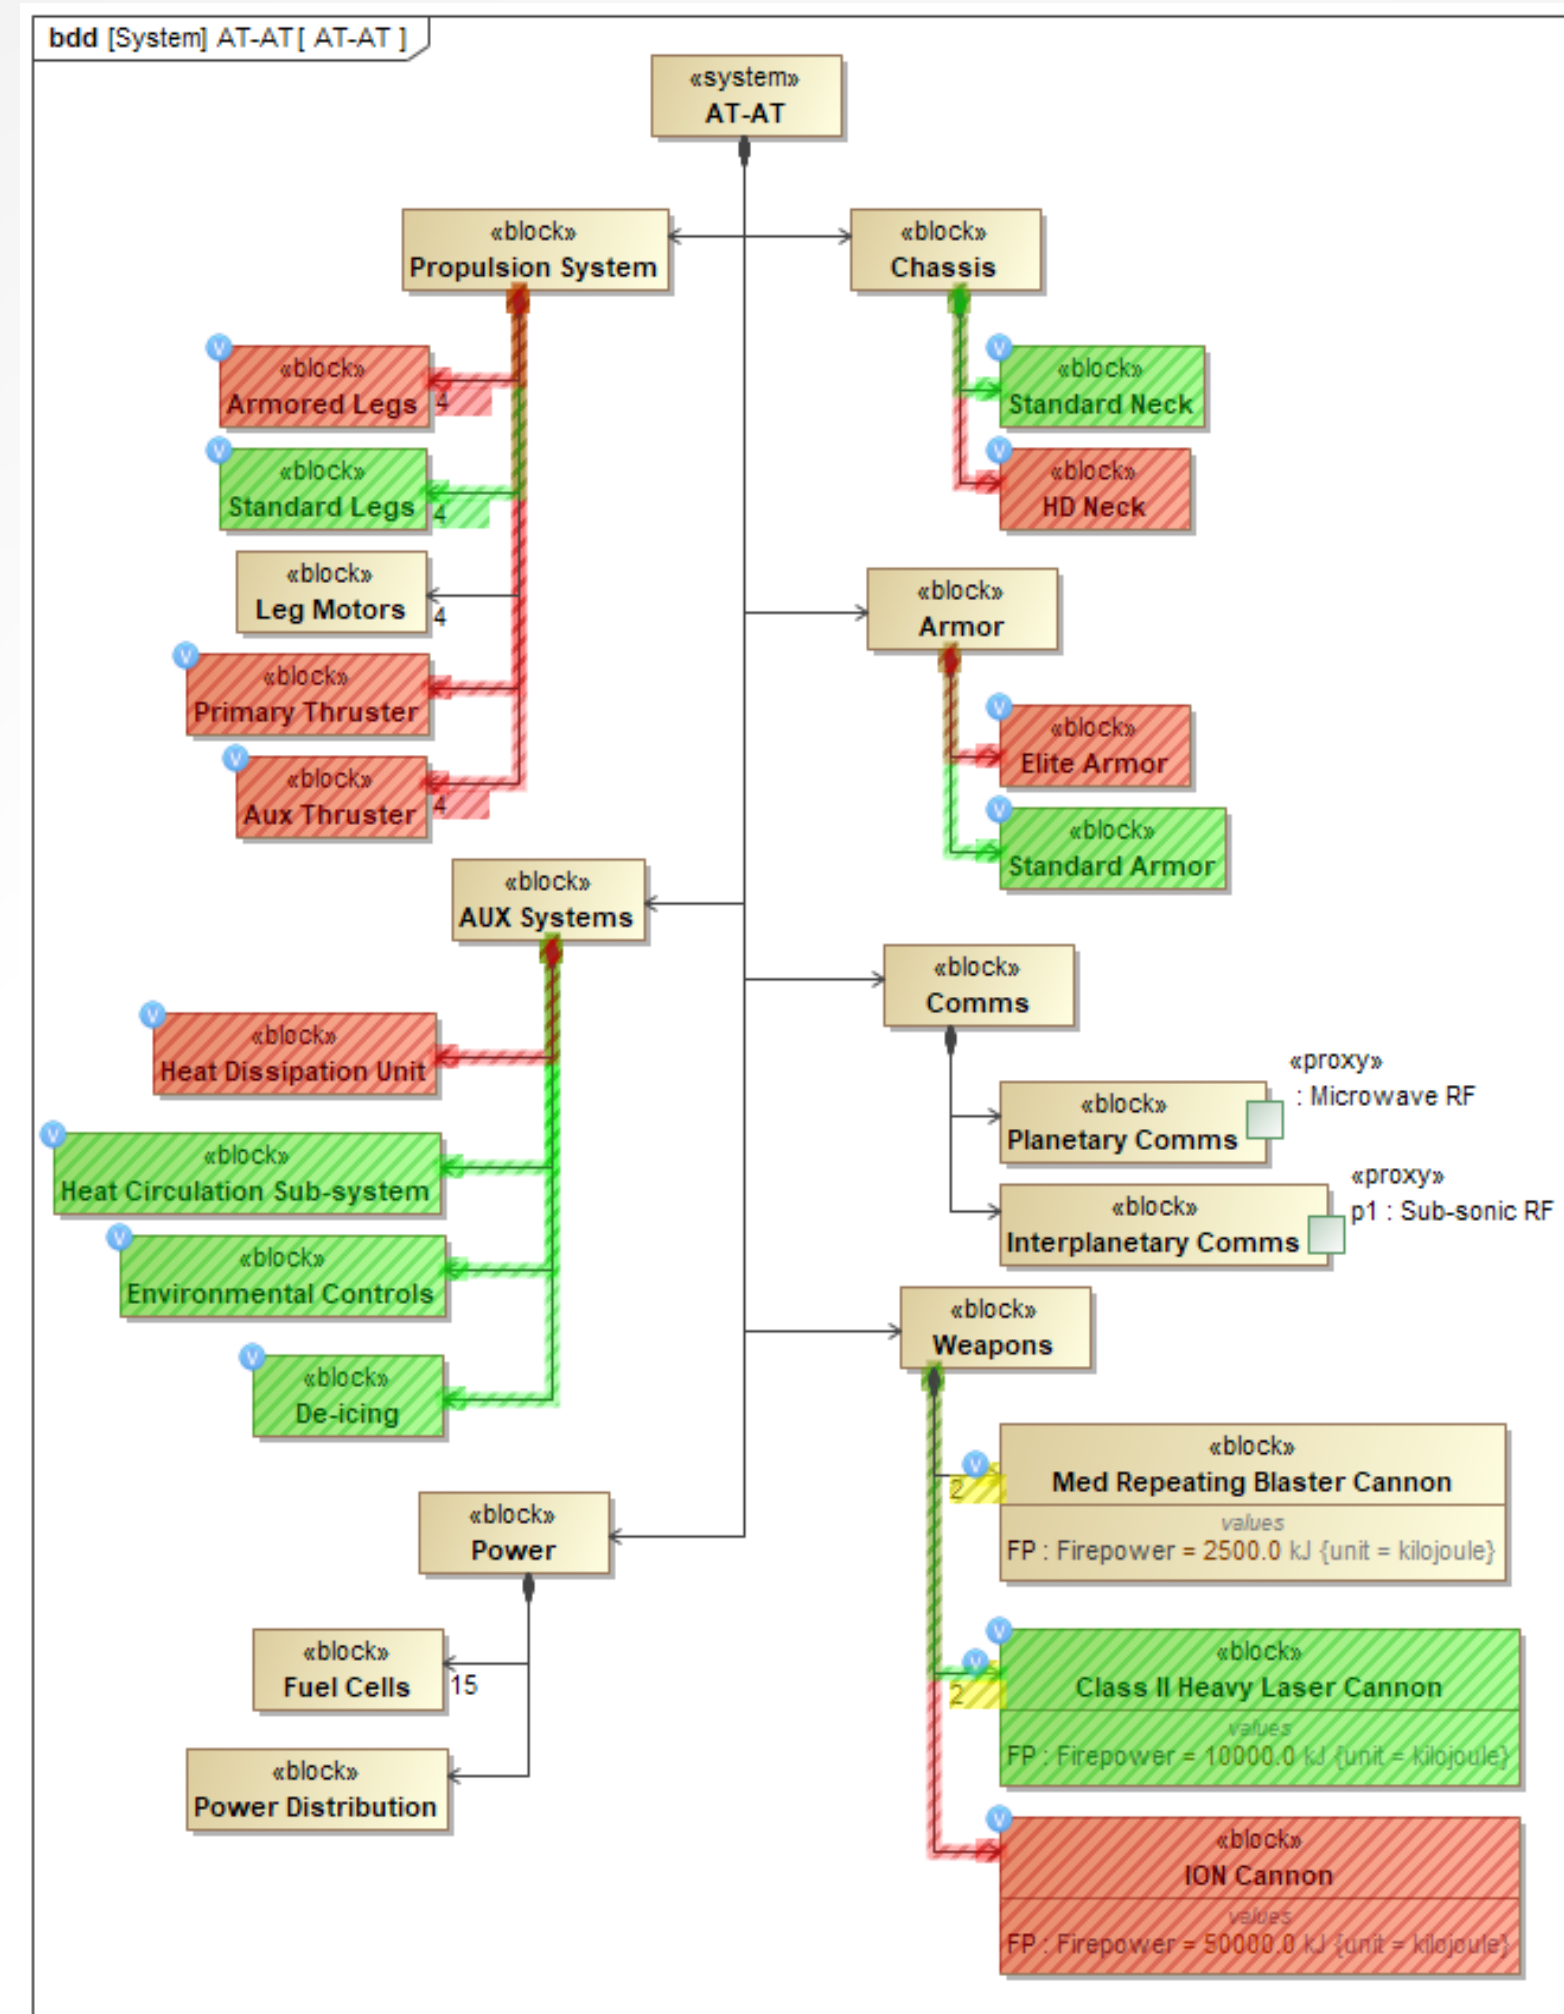 bdd [System] AT-AT[ AT-AT ]
«system»
AT-AT
«block»
Propulsion System
«block»
Chassis
V
«block»
Armored Legs
4
V
«block»
Standard Legs
4
«block»
Leg Motors
4
V
«block»
Primary Thruster
V
«block»
Aux Thruster
4
V
«block»
Standard Neck
V
«block»
HD Neck
«block»
Armor
V
«block»
Elite Armor
V
«block»
Standard Armor
«block»
AUX Systems
V
«block»
Heat Dissipation Unit
V
«block»
Heat Circulation Sub-system
V
«block»
Environmental Controls
V
«block»
De-icing
«block»
Comms
«block»
Planetary Comms
«proxy»
: Microwave RF
«block»
Interplanetary Comms
«proxy»
p1 : Sub-sonic RF
«block»
Weapons
V
2
«block»
Med Repeating Blaster Cannon
values
FP : Firepower = 2500.0 kJ {unit = kilojoule}
V
V
2
«block»
Class II Heavy Laser Cannon
values
FP : Firepower = 10000.0 kJ {unit = kilojoule}
V
«block»
ION Cannon
values
FP : Firepower = 50000.0 kJ {unit = kilojoule}
«block»
Power
«block»
Fuel Cells
15
«block»
Power Distribution